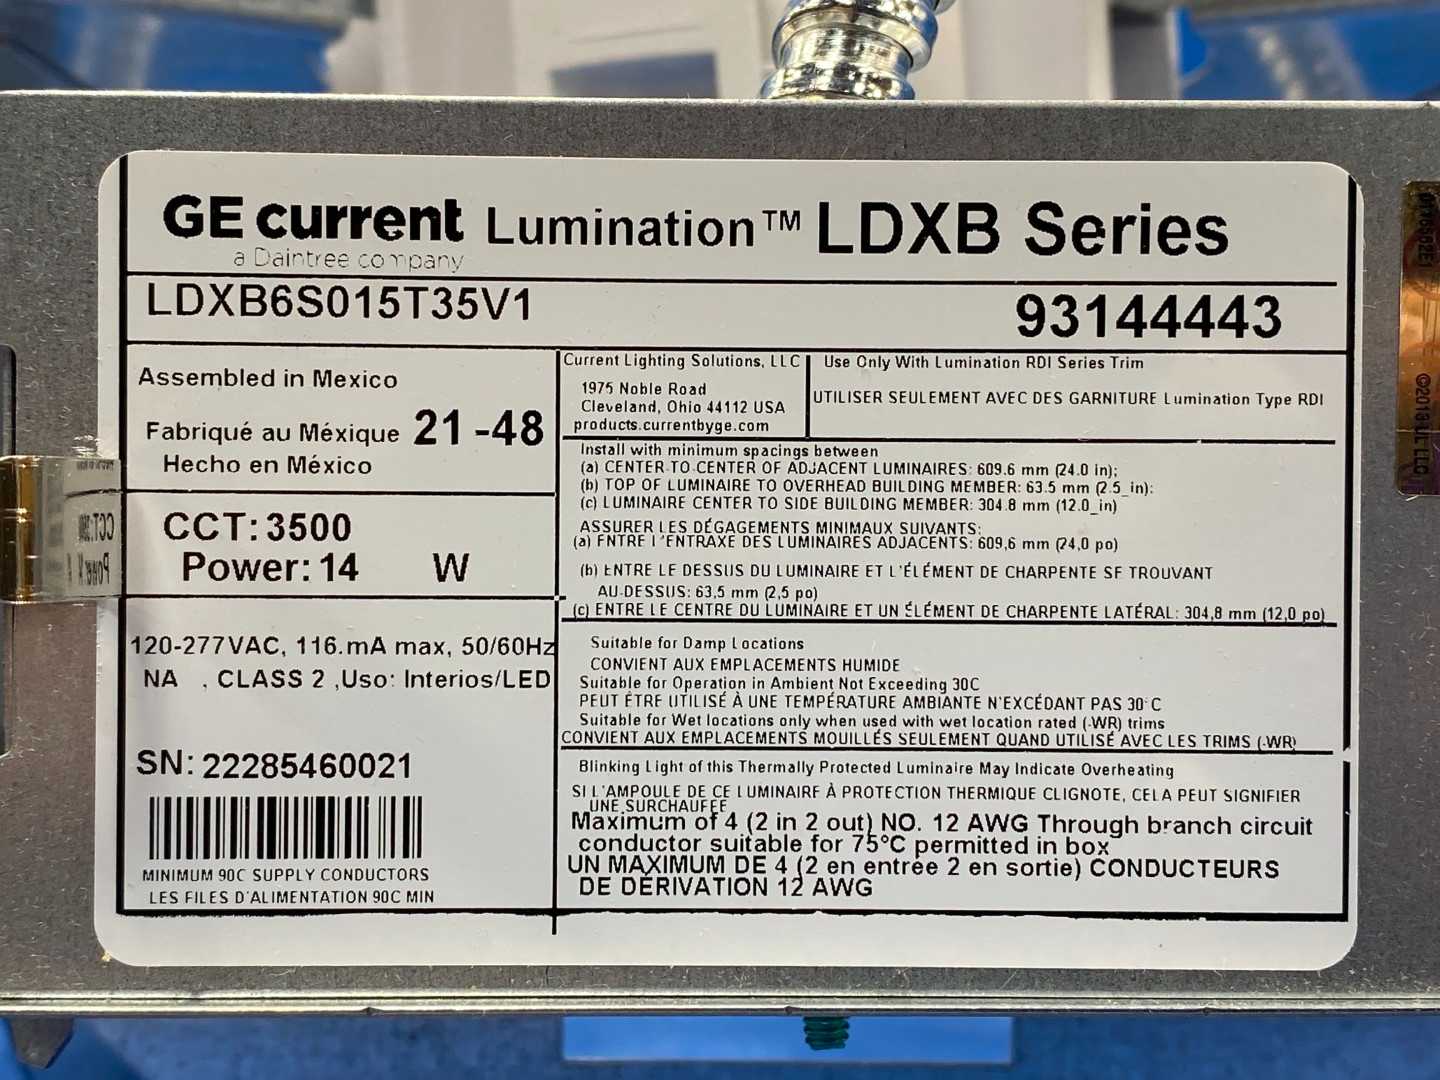 GE current Lumination™ LDXB Series
a Daintree company
LDXB6S015T35V1
93144443
Assembled in Mexico
Fabriqué au Méxique 21 -48
Hecho en México
CCT: 3500
Power: 14 W
120-277VAC, 116.mA max, 50/60Hz
NA , CLASS 2 ,Uso: Interios/LED
SN: 22285460021
MINIMUM 90C SUPPLY CONDUCTORS
LES FILES D'ALIMENTATION 90C MIN
Current Lighting Solutions, LLC
1975 Noble Road
Cleveland, Ohio 44112 USA
products.currentbyge.com
Use Only With Lumination RDI Series Trim
UTILISER SEULEMENT AVEC DES GARNITURE Lumination Type RDI
Install with minimum spacings between
(a) CENTER-TO-CENTER OF ADJACENT LUMINAIRES: 609.6 mm (24.0 in);
(b) TOP OF LUMINAIRE TO OVERHEAD BUILDING MEMBER: 63.5 mm (2.5_in):
(c) LUMINAIRE CENTER TO SIDE BUILDING MEMBER: 304.8 mm (12.0_in)
ASSURER LES DÉGAGEMENTS MINIMAUX SUIVANTS:
(a) ENTRE L'ENTRAXE DES LUMINAIRES ADJACENTS: 609,6 mm (24,0 po)
(b) ENTRE LE DESSUS DU LUMINAIRE ET L'ÉLÉMENT DE CHARPENTE SE TROUVANT
AU-DESSUS: 63,5 mm (2,5 po)
(c) ENTRE LE CENTRE DU LUMINAIRE ET UN ÉLÉMENT DE CHARPENTE LATÉRAL: 304,8 mm (12,0 po)
Suitable for Damp Locations
CONVIENT AUX EMPLACEMENTS HUMIDE
Suitable for Operation in Ambient Not Exceeding 30C
PEUT ÊTRE UTILISÉ À UNE TEMPÉRATURE AMBIANTE N'EXCÉDANT PAS 30°C
Suitable for Wet locations only when used with wet location rated (-WR) trims
CONVIENT AUX EMPLACEMENTS MOUILLÉS SEULEMENT QUAND UTILISÉ AVEC LES TRIMS (-WR)
Blinking Light of this Thermally Protected Luminaire May Indicate Overheating
SI L'AMPOULE DE CE LUMINAIRE À PROTECTION THERMIQUE CLIGNOTE, CELA PEUT SIGNIFIER
UNE SURCHAUFFE
Maximum of 4 (2 in 2 out) NO. 12 AWG Through branch circuit
conductor suitable for 75°C permitted in box
UN MAXIMUM DE 4 (2 en entrée 2 en sortie) CONDUCTEURS
DE DÉRIVATION 12 AWG